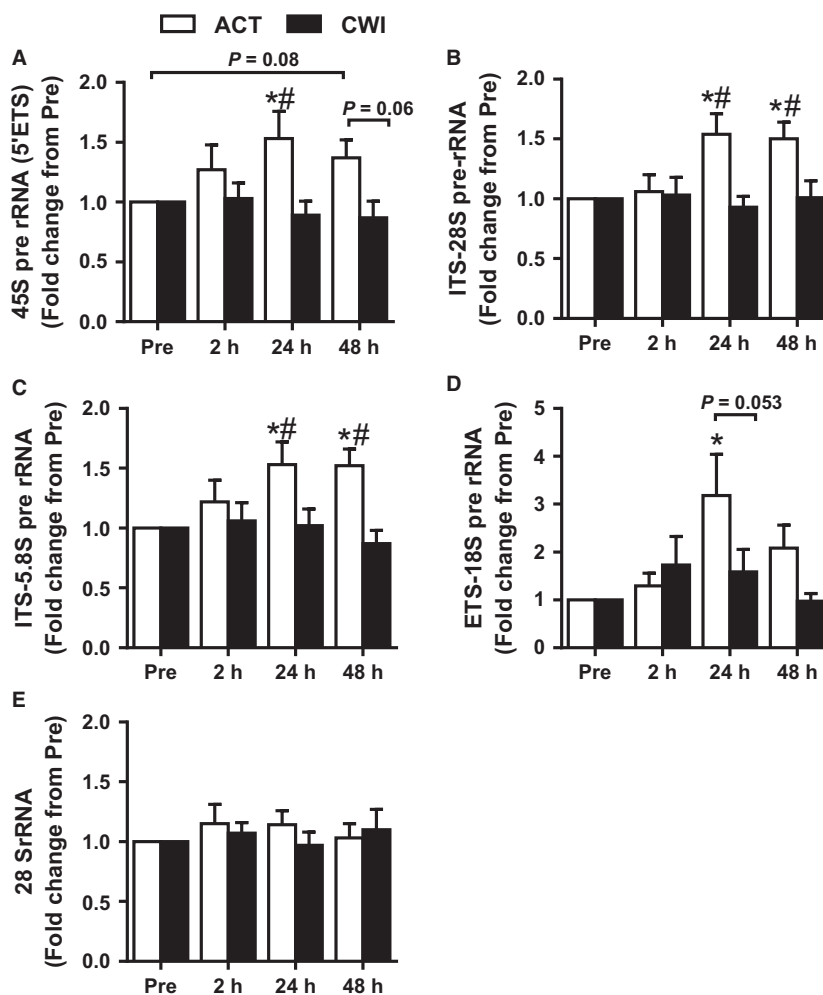 ACT CWI
A
P = 0.08
P = 0.06
*#
45S pre rRNA (5'ETS)
(Fold change from Pre)
2.0
1.5
1.0
0.5
0.0
Pre 2 h 24 h 48 h
B
*# *#
ITS-28S pre-rRNA
(Fold change from Pre)
2.0
1.5
1.0
0.5
0.0
Pre 2 h 24 h 48 h
C
*# *#
ITS-5.8S pre rRNA
(Fold change from Pre)
2.0
1.5
1.0
0.5
0.0
Pre 2 h 24 h 48 h
D
P = 0.053
*
ETS-18S pre rRNA
(Fold change from Pre)
5
4
3
2
1
0
Pre 2 h 24 h 48 h
E
28 SrRNA
(Fold change from Pre)
2.0
1.5
1.0
0.5
0.0
Pre 2 h 24 h 48 h